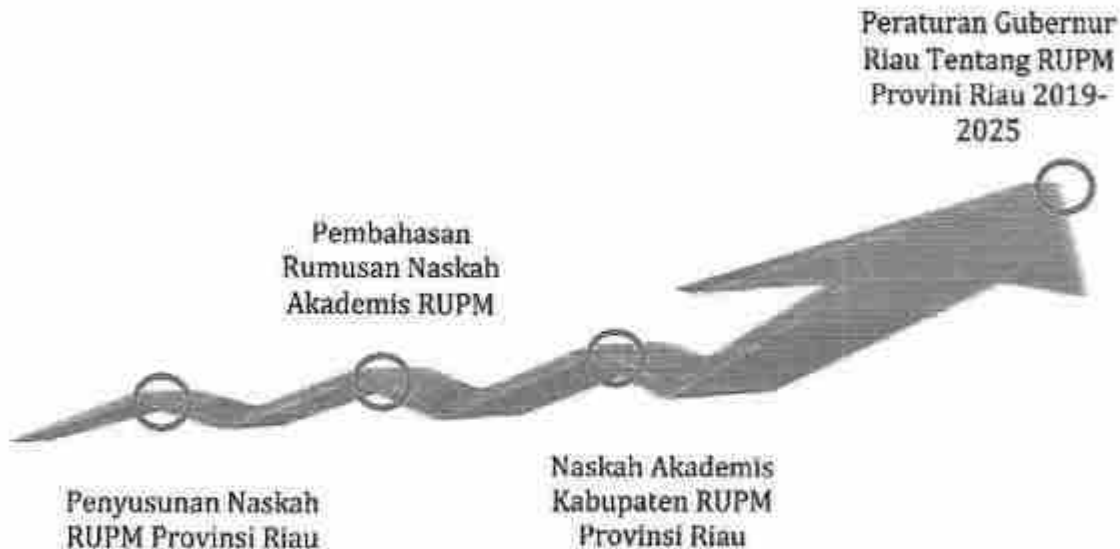 Peraturan Gubernur
Riau Tentang RUPM
Provini Riau 2019-
2025
Pembahasan
Rumusan Naskah
Akademis RUPM
Naskah Akademis
Kabupaten RUPM
Provinsi Riau
Penyusunan Naskah
RUPM Provinsi Riau